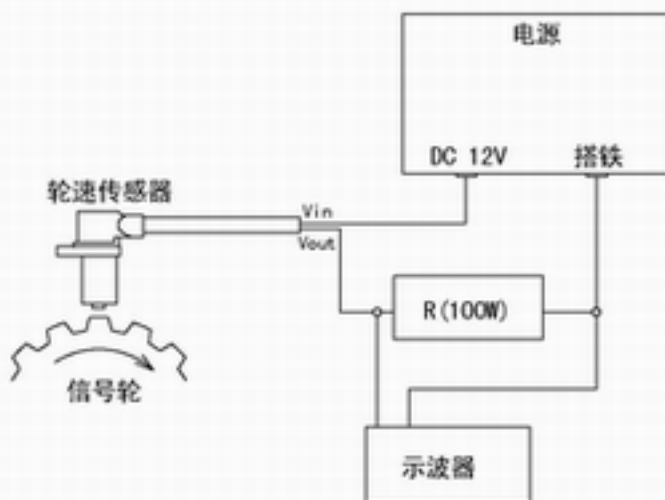 电源
DC 12V 搭铁
轮速传感器
Vin
Vout
R(100W)
信号轮
示波器